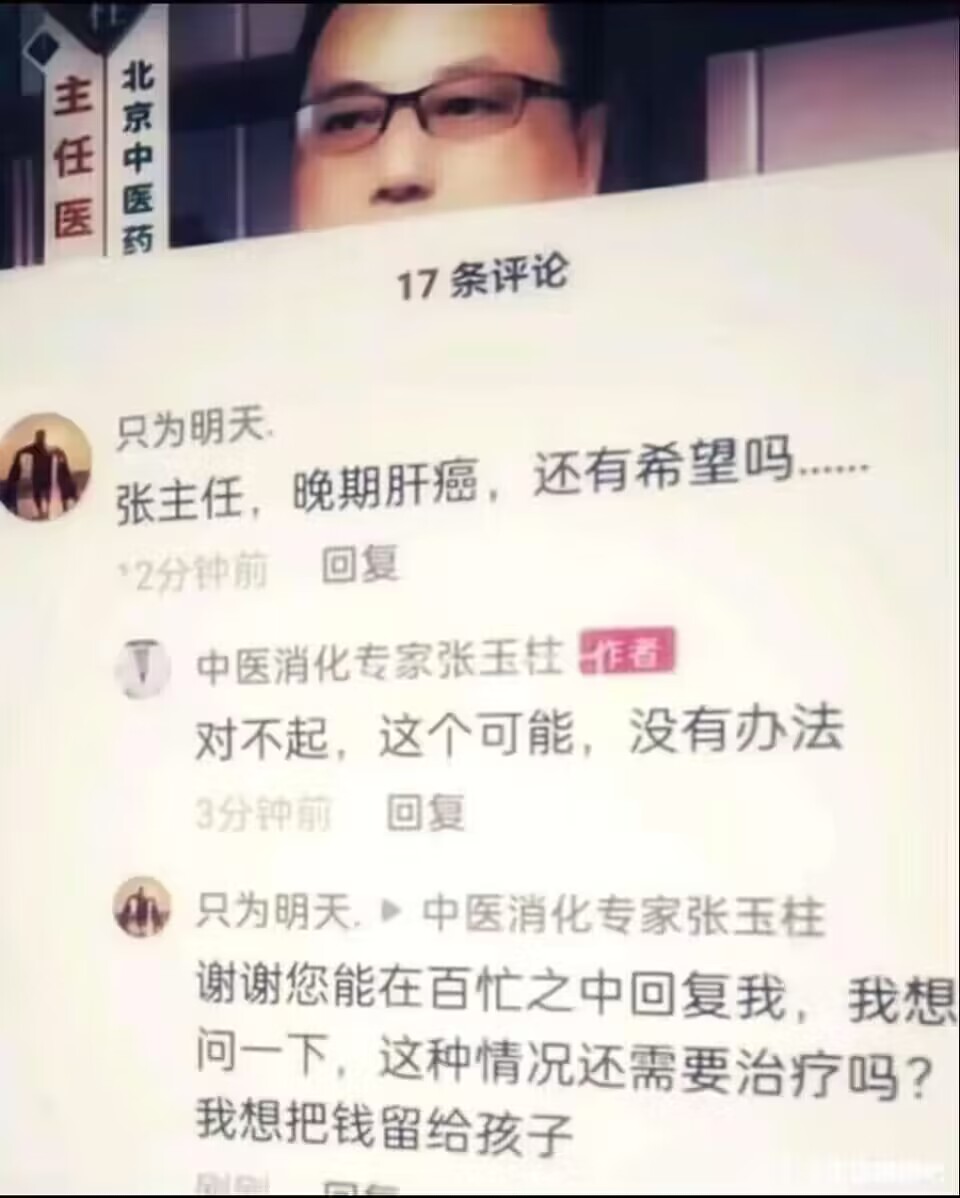 主任医
北京中医药
17 条评论
只为明天.
张主任，晚期肝癌，还有希望吗……
12分钟前 回复
中医消化专家张玉柱 作者
对不起，这个可能，没有办法
3分钟前 回复
只为明天. ▶ 中医消化专家张玉柱
谢谢您能在百忙之中回复我，我想
问一下，这种情况还需要治疗吗？
我想把钱留给孩子
刚刚 回复